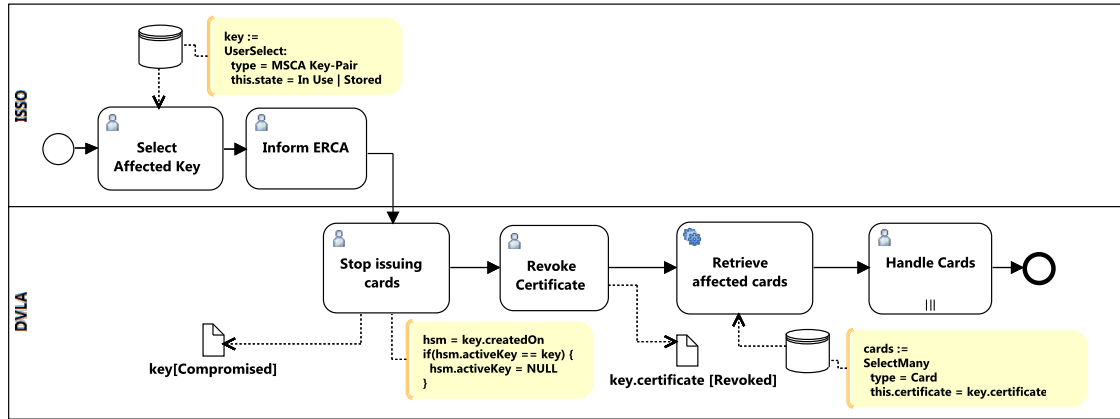 ISSO
key :=
UserSelect:
type = MSCA Key-Pair
this.state = In Use | Stored
Select
Affected Key
Inform ERCA
DVLA
Stop issuing
cards
Revoke
Certificate
Retrieve
affected cards
Handle Cards
key[Compromised]
hsm = key.createdOn
if(hsm.activeKey == key) {
hsm.activeKey = NULL
}
key.certificate [Revoked]
cards :=
SelectMany
type = Card
this.certificate = key.certificate